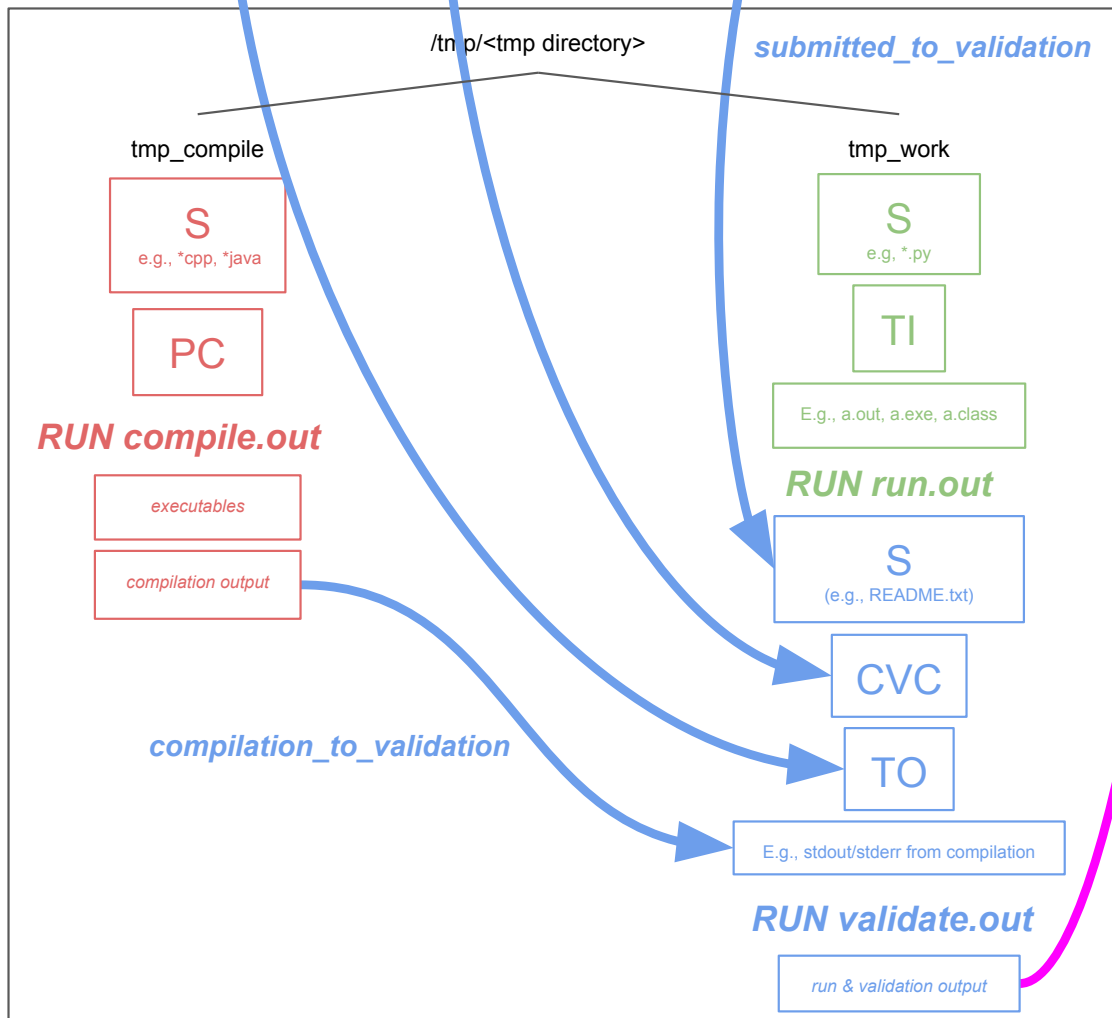 /tmp/<tmp directory>
submitted_to_validation
tmp_compile
S
e.g., *cpp, *java
PC
RUN compile.out
executables
compilation output
compilation_to_validation
tmp_work
S
e.g, *.py
TI
E.g., a.out, a.exe, a.class
RUN run.out
S
(e.g., README.txt)
CVC
TO
E.g., stdout/stderr from compilation
RUN validate.out
run & validation output